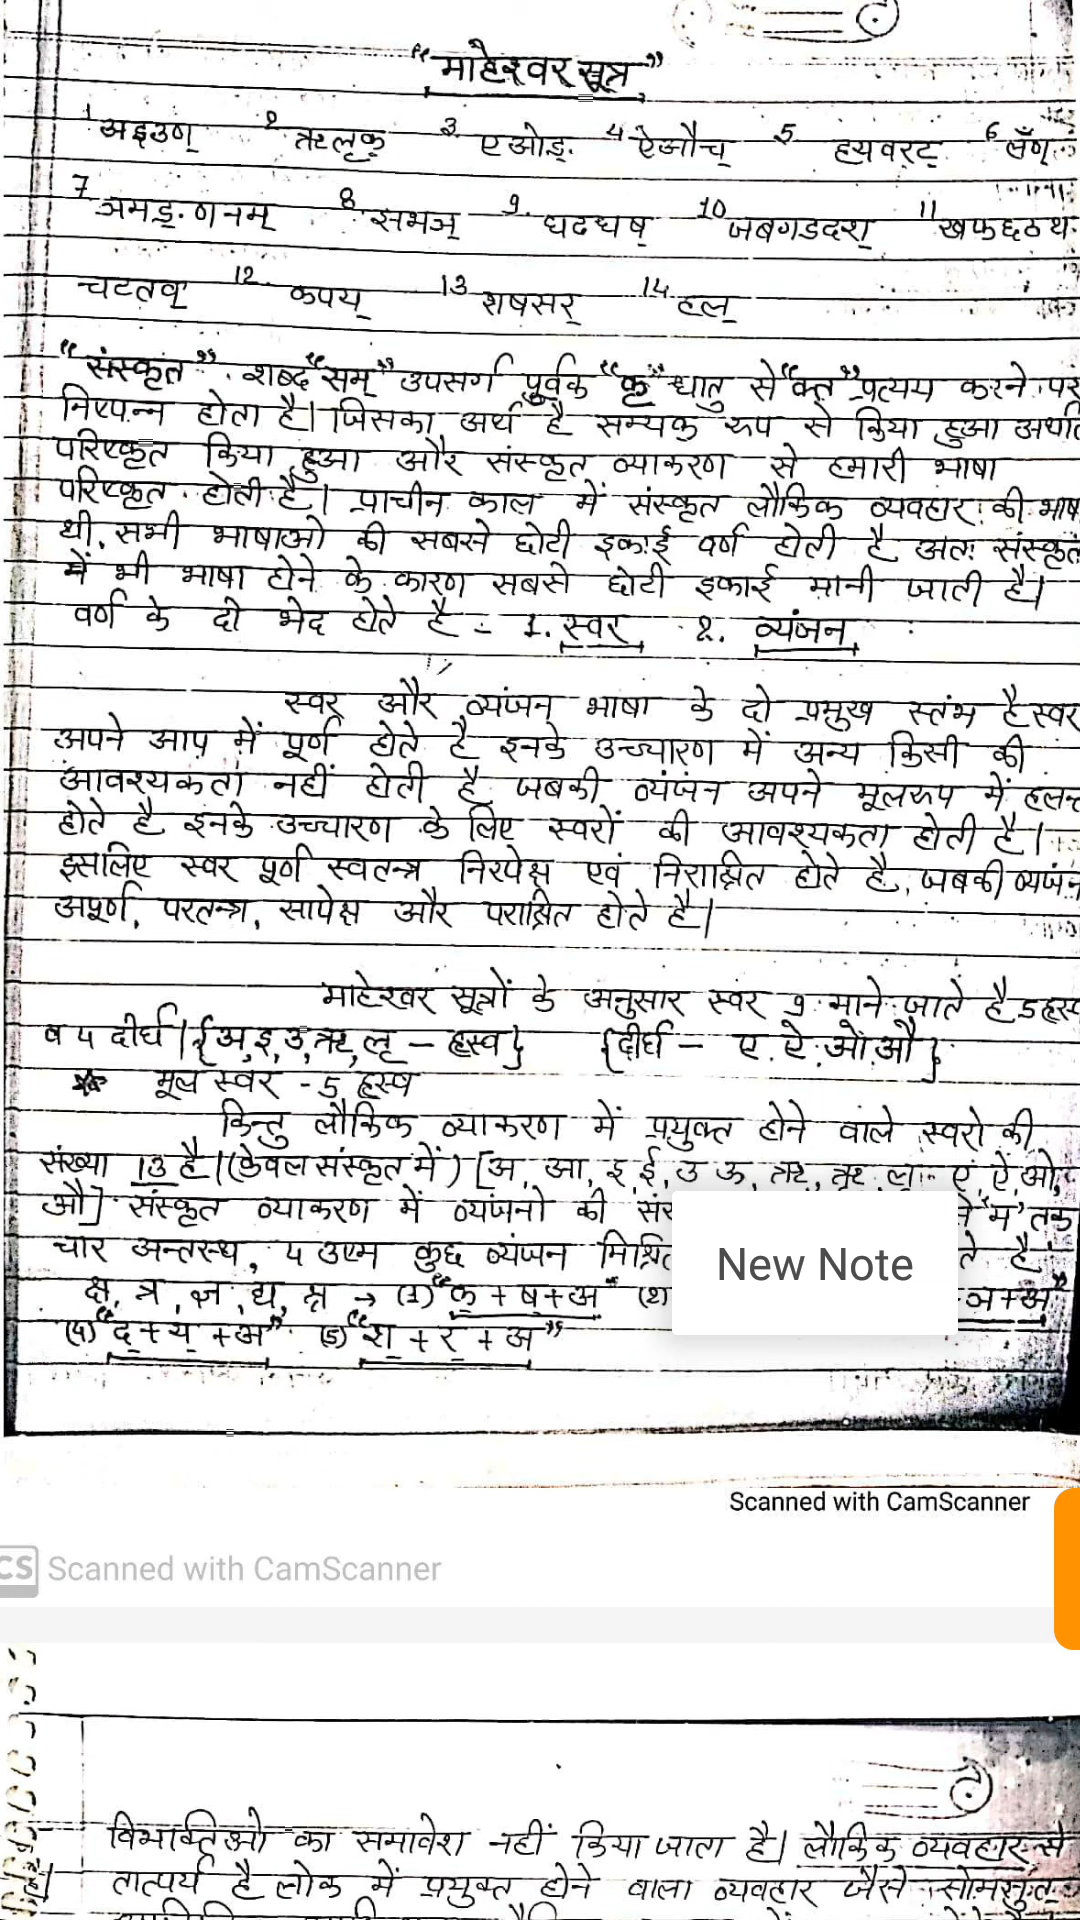 “माहेश्वर सूत्र”
1 अइउण् 2 ऋलृक् 3 एओङ् 4 ऐऔच् 5 हयवरट् 6 लँण्
7 ञमङणनम् 8 झभञ् 9. घढधष् 10 जबगडदश् 11 खफछठथ
चटतव् 12 कपय् 13 शषसर् 14 हल्
“संस्कृत” शब्द “सम्” उपसर्ग पूर्वक “कृ” धातु से “क्त” प्रत्यय करने पर
निष्पन्न होता है। जिसका अर्थ है सम्यक रूप से किया हुआ अर्थात
परिष्कृत किया हुआ और संस्कृत व्याकरण से हमारी भाषा
परिष्कृत होती है। प्राचीन काल में संस्कृत लौकिक व्यवहार की भाष
थी, सभी भाषाओ की सबसे छोटी इकाई वर्ण होती है अतः संस्कृत
में भी भाषा होने के कारण सबसे छोटी इकाई मानी जाती है।
वर्ण के दो भेद होते है - 1. स्वर 2. व्यंजन
स्वर और व्यंजन भाषा के दो प्रमुख स्तंभ है स्वर
अपने आप में पूर्ण होते है इनके उच्चारण में अन्य किसी की
आवश्यकता नहीं होती है जबकी व्यंजन अपने मूलरूप में हलन्त
होते है इनके उच्चारण के लिए स्वरों की आवश्यकता होती है।
इसलिए स्वर पूर्ण स्वतन्त्र निरपेक्ष एवं निराश्रित होते है, जबकी व्यजंन
अपूर्ण, परतन्त्र, सापेक्ष और पराश्रित होते है।
माहेश्वर सूत्रों के अनुसार स्वर 9 माने जाते है 5 हृस्व
व 4 दीर्घ। {अ,इ,उ,ऋ,लृ – हृस्व} {दीर्घ – ए.ऐ.ओ.औ}
मूल स्वर - 5 हृस्व
किन्तु लौकिक व्याकरण में प्रयुक्त होने वाले स्वरो की
संख्या 13 है। (केवल संस्कृत में) [अ, आ, इ, ई, उ ऊ, ऋ, ॠ, लृ, ए, ऐ, ओ,
औ] संस्कृत व्याकरण में व्यंजनो की “म” तक
चार अन्तस्थ, 4 उष्म कुछ व्यंजन है
क्ष, त्र, ज्ञ, द्य, श्र → (1) “क् + ष् + अ” (2) ञ + अ”
(4) “द् + य् + अ” (5) “श् + र् + अ”
New Note
Scanned with CamScanner
CS Scanned with CamScanner
विभक्तिओ का समावेश नहीं किया जाता है। लौकिक व्यवहार से
तात्पर्य है लोक में प्रयुक्त होने वाला व्यवहार जैसे